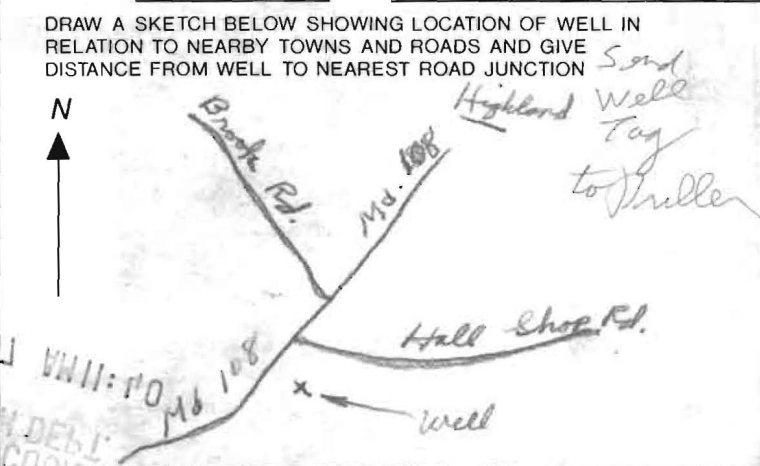 DRAW A SKETCH BELOW SHOWING LOCATION OF WELL IN
RELATION TO NEARBY TOWNS AND ROADS AND GIVE
DISTANCE FROM WELL TO NEAREST ROAD JUNCTION
Send
Well
Tag
to Driller
Highland
N
Brook Rd.
Md. 108
Hall Shop Rd.
Md 108
Well